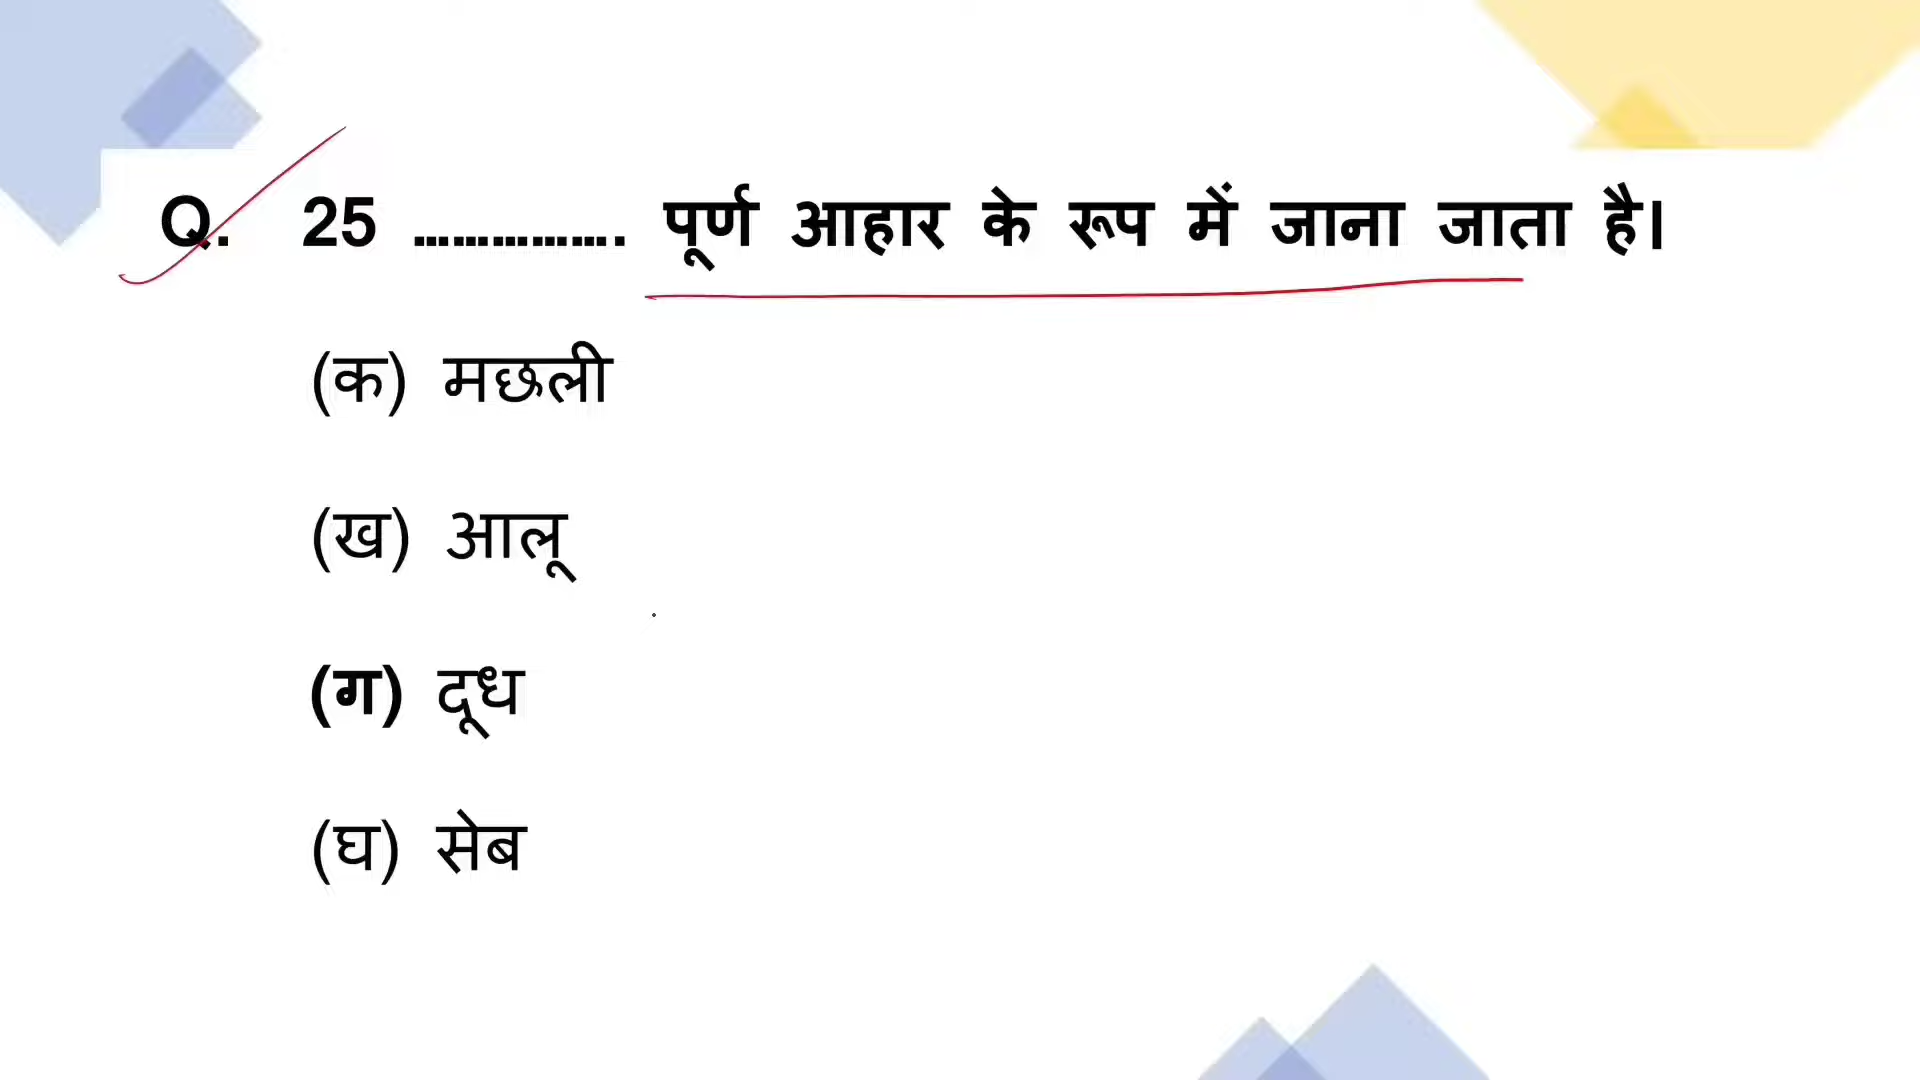 Q. 25 ................ पूर्ण आहार के रूप में जाना जाता है।
(क) मछली
(ख) आलू
(ग) दूध
(घ) सेब